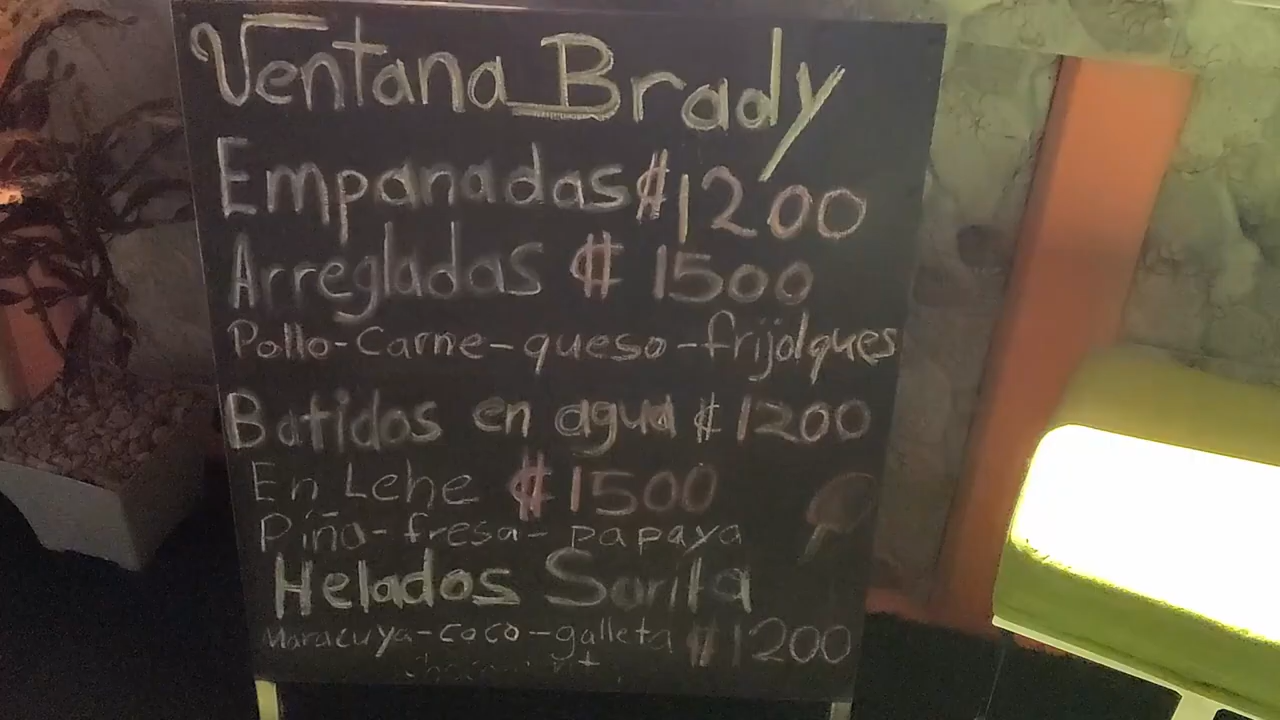 Ventana Brady
Empanadas ₡1200
Arregladas ₡ 1500
Pollo-Carne-queso-frijolques
Batidos en agua ₡1200
En Lehe ₡1500
Piña-fresa-papaya
Helados Sarita
Maracuya-coco-galleta ₡1200